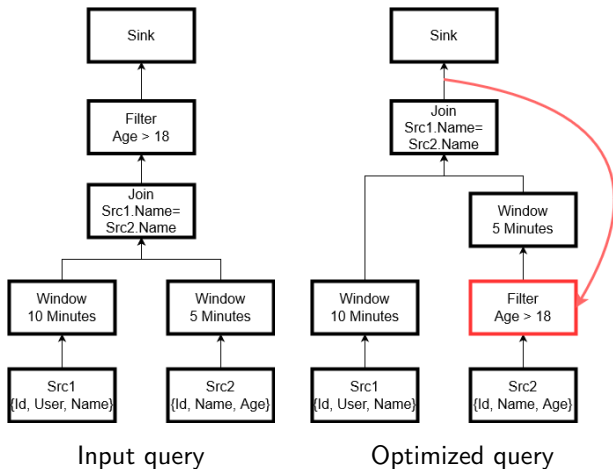 Sink
Filter
Age > 18
Join
Src1.Name=
Src2.Name
Window
10 Minutes
Window
5 Minutes
Src1
{Id, User, Name}
Src2
{Id, Name, Age}
Input query
Sink
Join
Src1.Name=
Src2.Name
Window
5 Minutes
Window
10 Minutes
Filter
Age > 18
Src1
{Id, User, Name}
Src2
{Id, Name, Age}
Optimized query